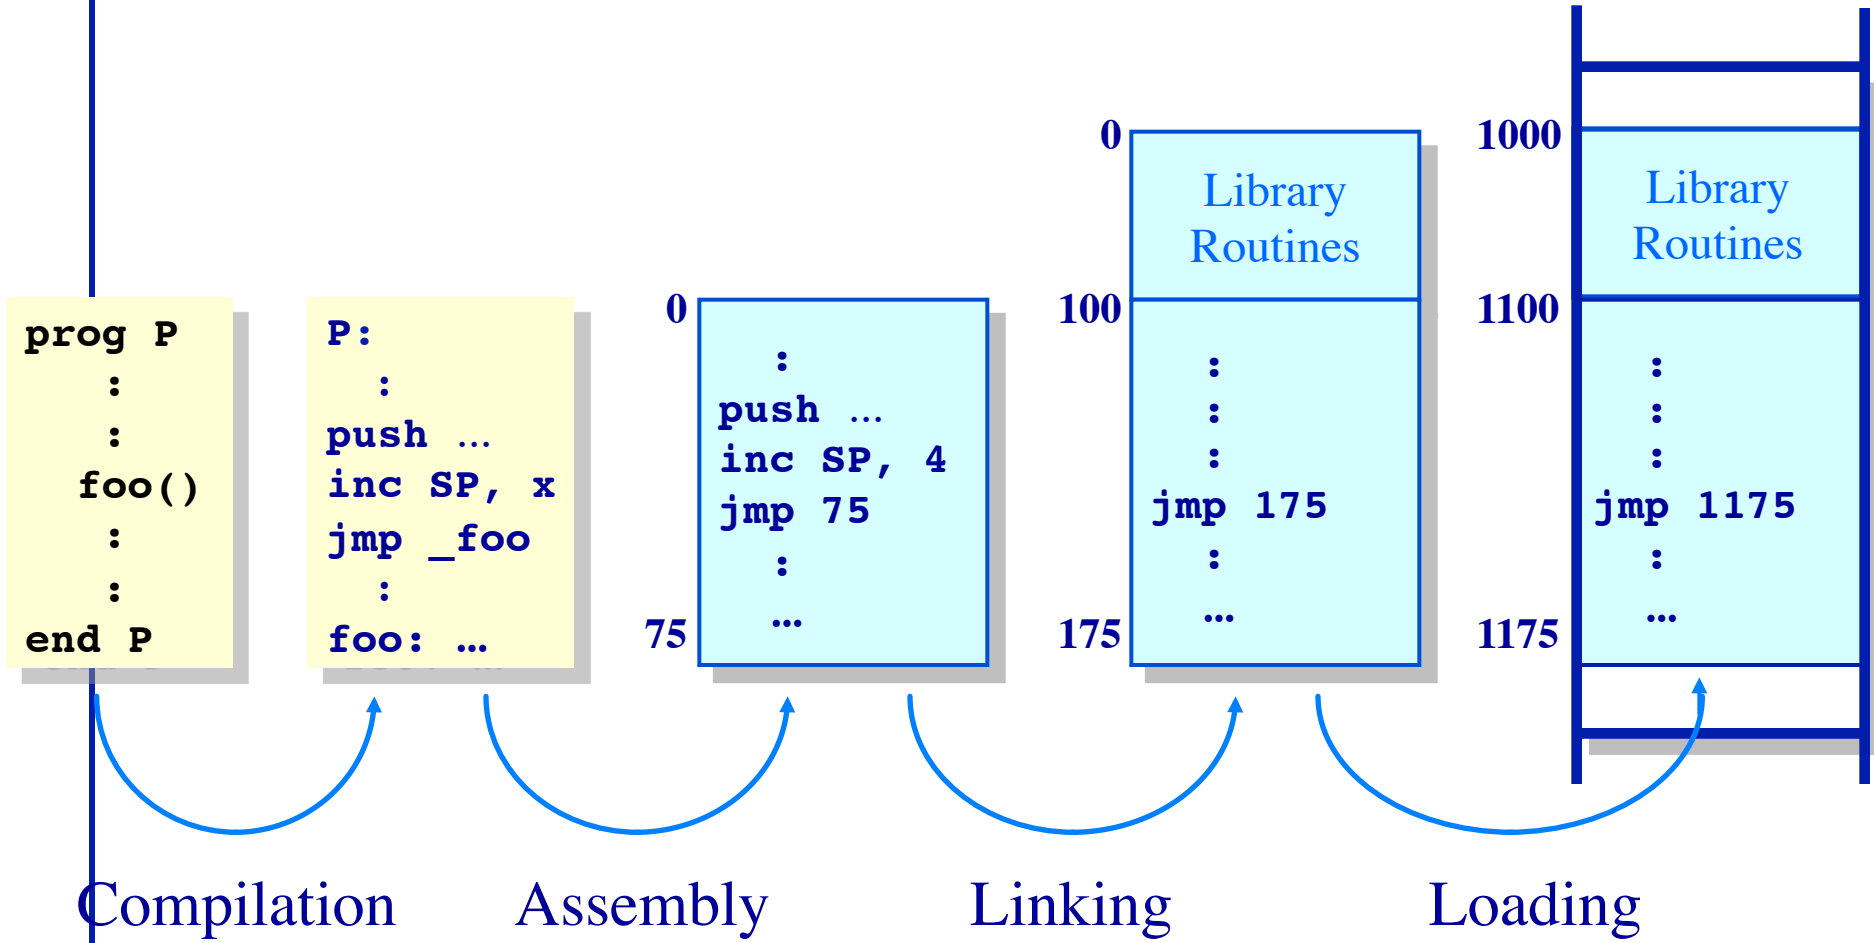 prog P
:
:
foo()
:
:
end P
P:
:
push …
inc SP, x
jmp _foo
:
foo: …
0
75
:
push …
inc SP, 4
jmp 75
:
…
0
100
175
Library
Routines
:
:
:
jmp 175
:
…
1000
1100
1175
Library
Routines
:
:
:
jmp 1175
:
…
Compilation
Assembly
Linking
Loading